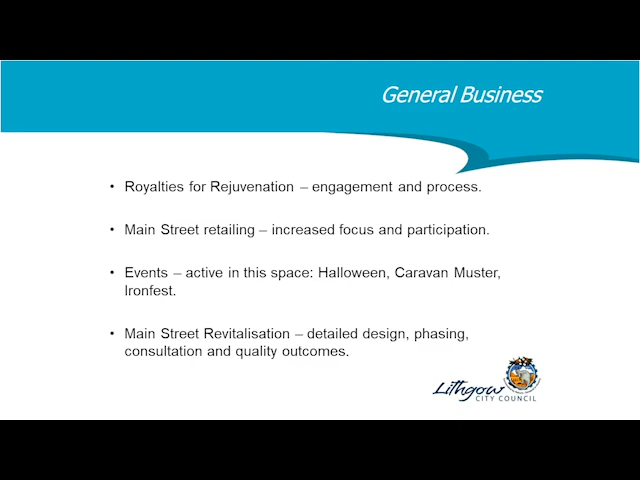 General Business
• Royalties for Rejuvenation – engagement and process.
• Main Street retailing – increased focus and participation.
• Events – active in this space: Halloween, Caravan Muster,
Ironfest.
• Main Street Revitalisation – detailed design, phasing,
consultation and quality outcomes.
Lithgow
CITY COUNCIL